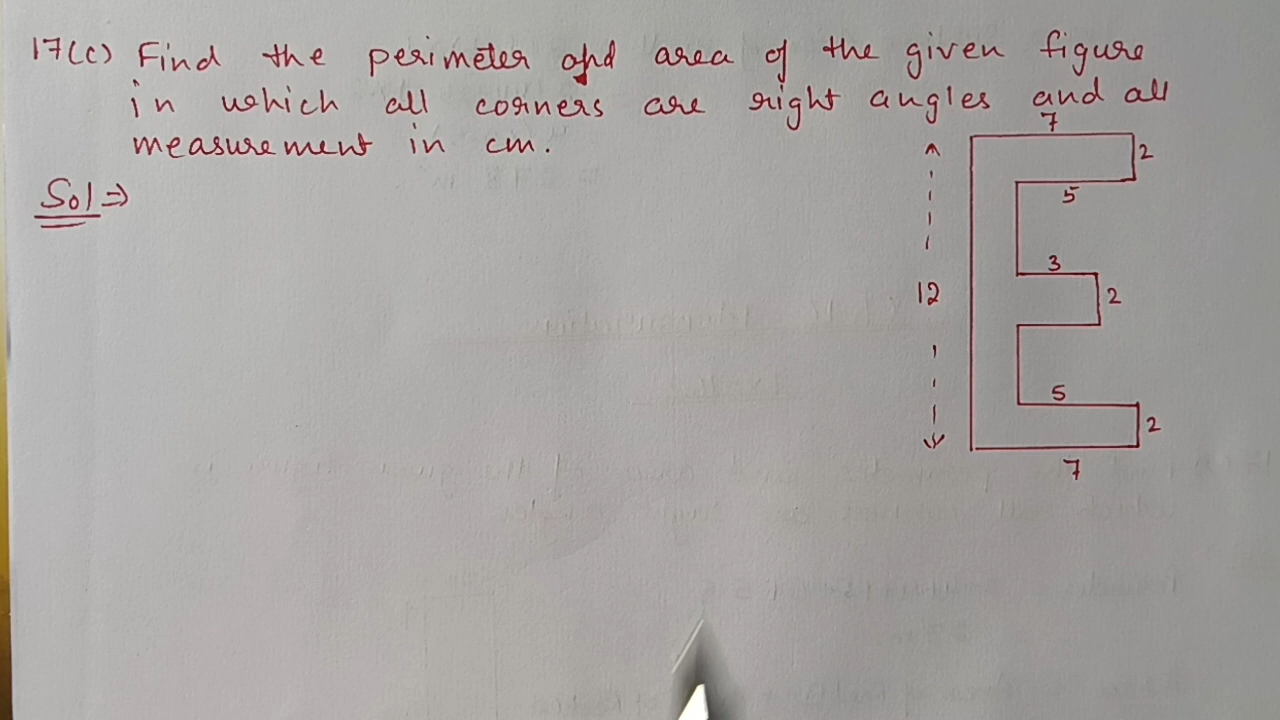 17(c) Find the perimeter and area of the given figure
in which all corners are right angles and all
measurement in cm.
Sol⇒
7
2
5
3
12
2
5
2
7